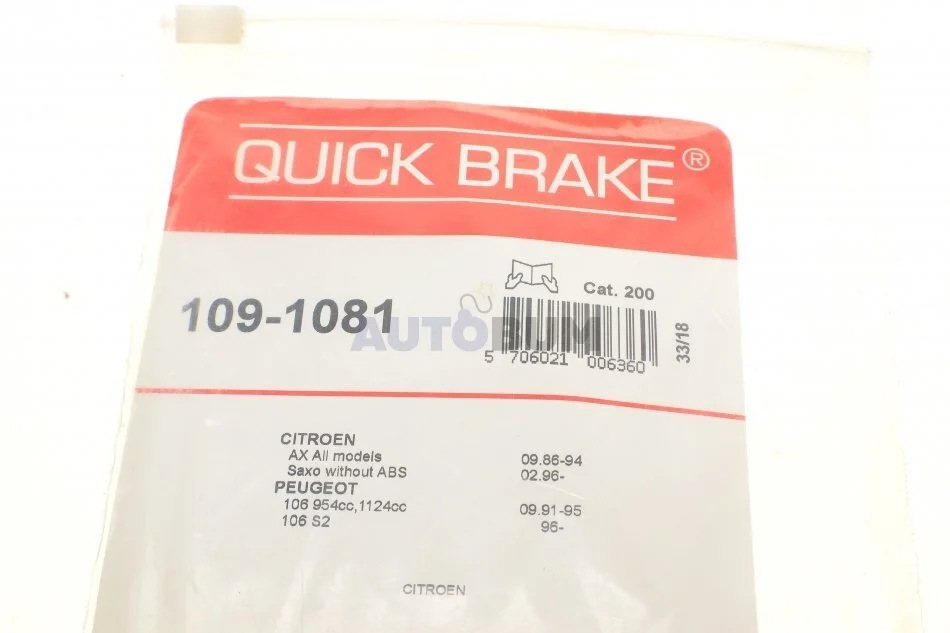 QUICK BRAKE®
Cat. 200
109-1081
AUTOBUM
33/18
5 706021 006360
CITROEN
AX All models 09.86-94
Saxo without ABS 02.96-
PEUGEOT
106 954cc,1124cc 09.91-95
106 S2 96-
CITROEN